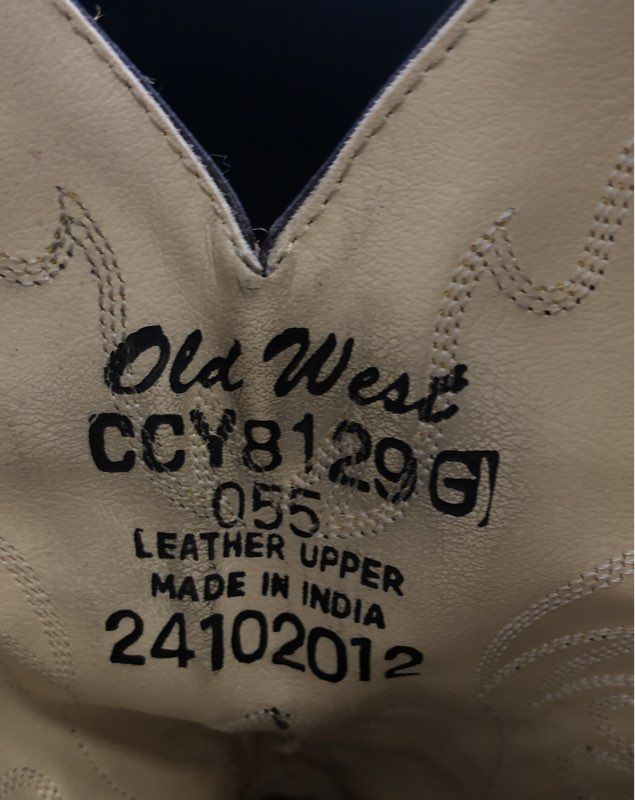 Old West
CCY8129G
055
LEATHER UPPER
MADE IN INDIA
24102012